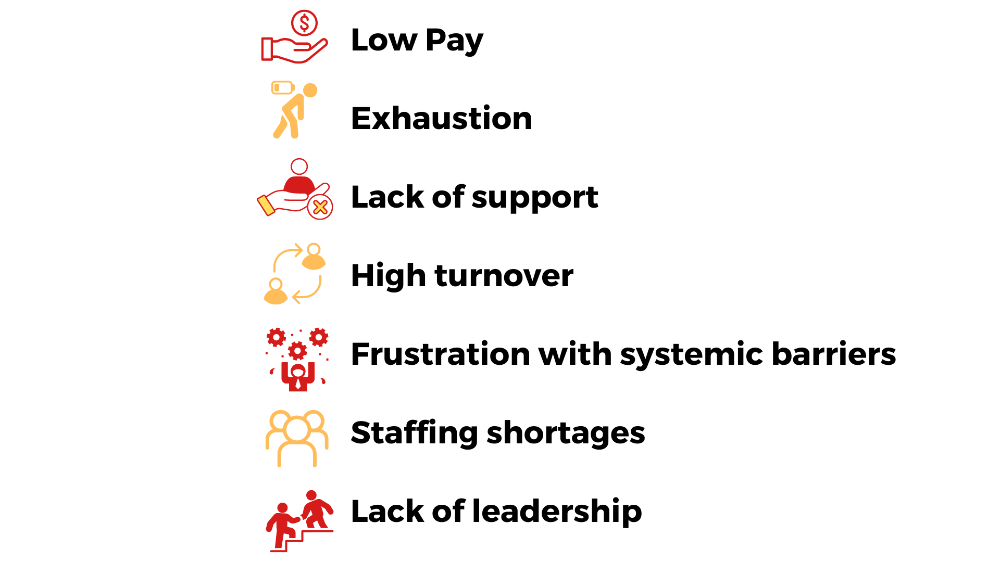 Low Pay
Exhaustion
Lack of support
High turnover
Frustration with systemic barriers
Staffing shortages
Lack of leadership